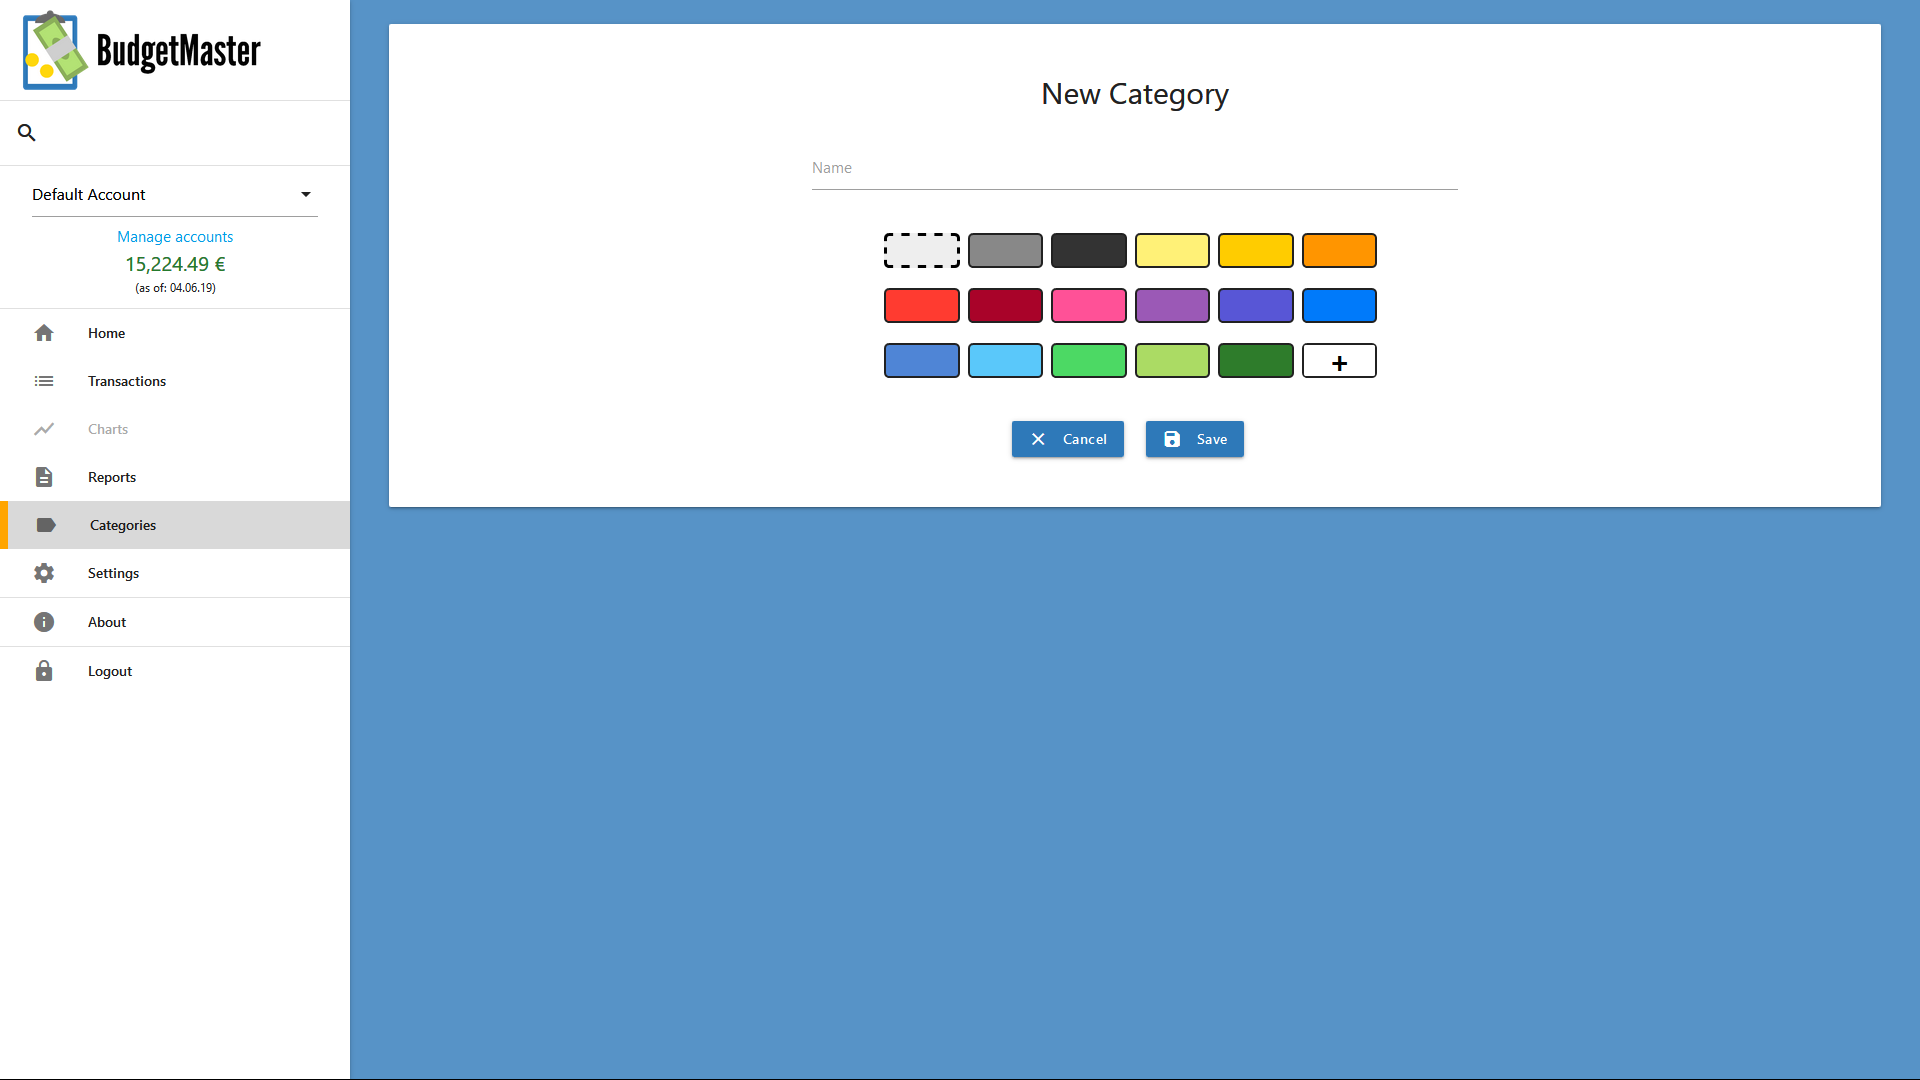 BudgetMaster
Default Account
Manage accounts
15,224.49 €
(as of: 04.06.19)
Home
Transactions
Charts
Reports
Categories
Settings
About
Logout
New Category
Name
+
Cancel
Save